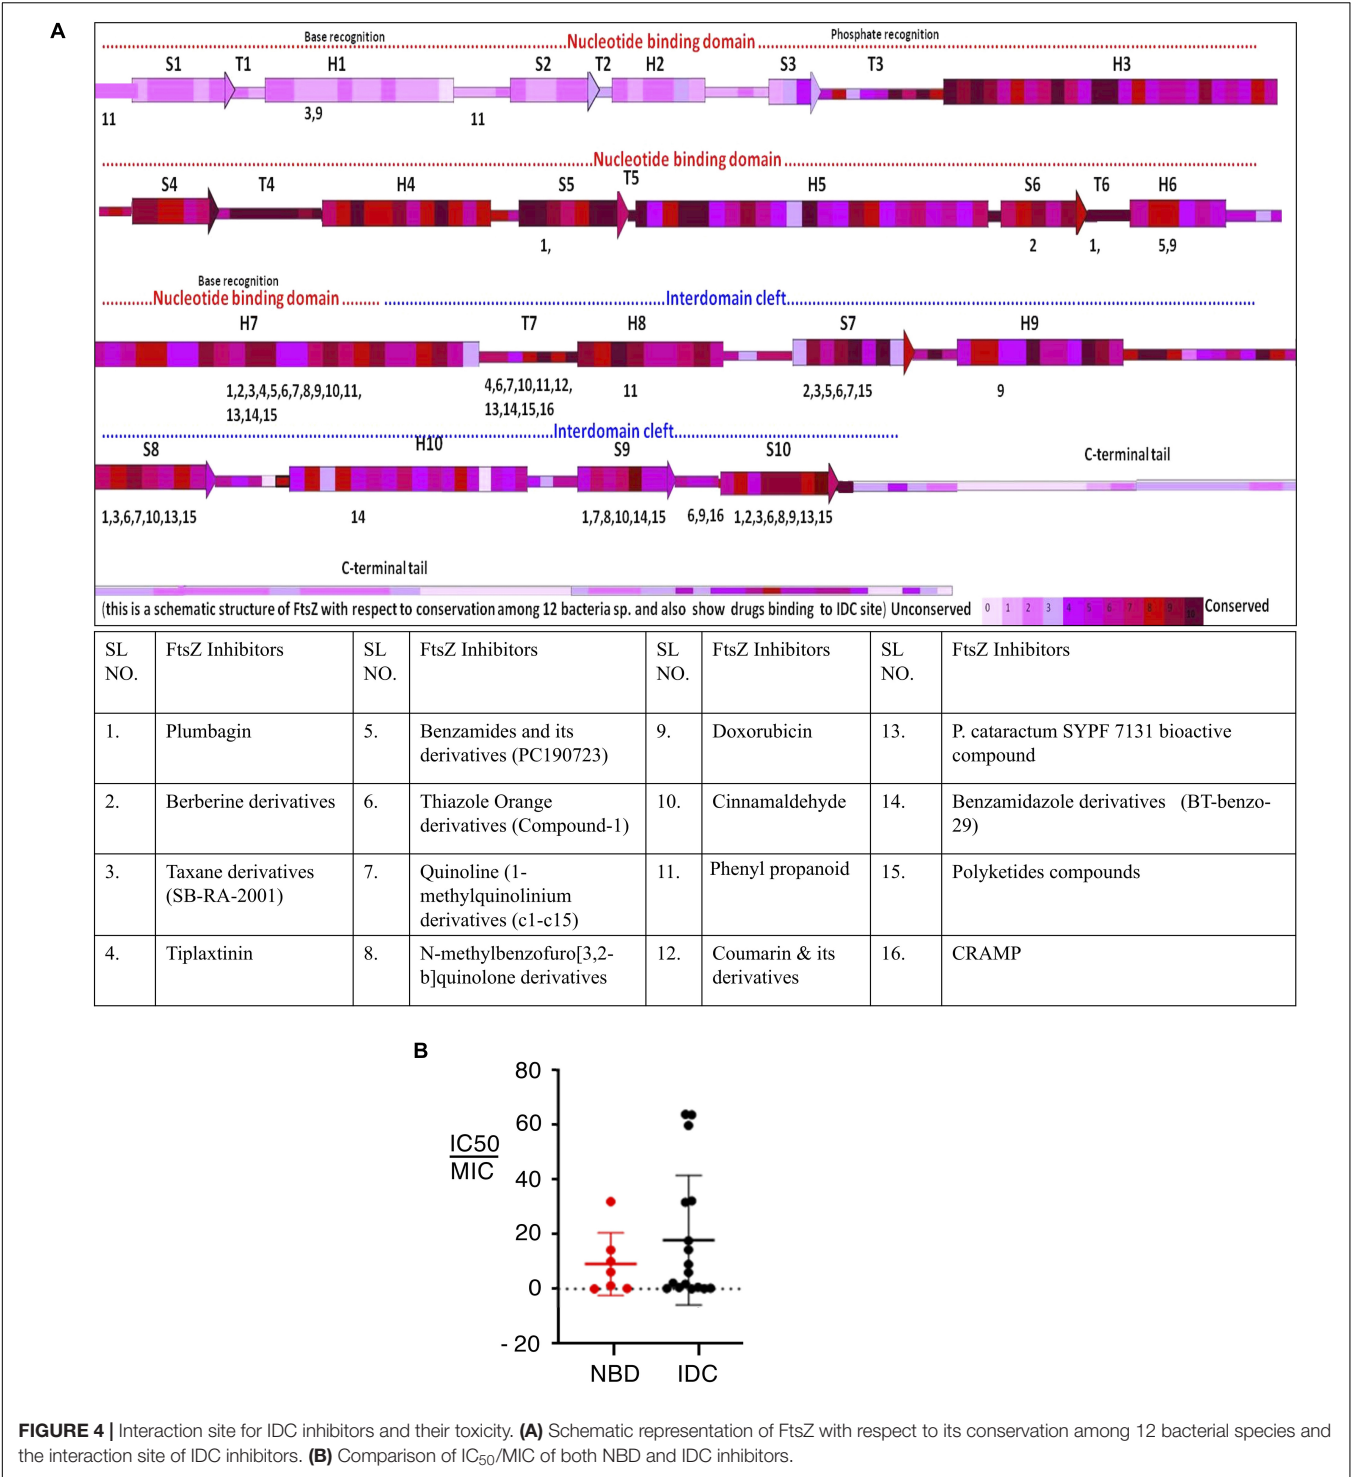 A
Base recognition
Nucleotide binding domain
Phosphate recognition
S1 T1 H1 S2 T2 H2 S3 T3 H3
11 3,9 11
Nucleotide binding domain
S4 T4 H4 S5 T5 H5 S6 T6 H6
1, 2 1, 5,9
Base recognition
Nucleotide binding domain Interdomain cleft
H7 T7 H8 S7 H9
1,2,3,4,5,6,7,8,9,10,11, 4,6,7,10,11,12, 11 2,3,5,6,7,15 9
13,14,15 13,14,15,16
Interdomain cleft
S8 H10 S9 S10 C-terminal tail
1,3,6,7,10,13,15 14 1,7,8,10,14,15 6,9,16 1,2,3,6,8,9,13,15
C-terminal tail
(this is a schematic structure of FtsZ with respect to conservation among 12 bacteria sp. and also show drugs binding to IDC site) Unconserved 0 1 2 3 4 5 6 7 8 9 10 Conserved
SL NO. FtsZ Inhibitors SL NO. FtsZ Inhibitors SL NO. FtsZ Inhibitors SL NO. FtsZ Inhibitors
1. Plumbagin 5. Benzamides and its derivatives (PC190723) 9. Doxorubicin 13. P. cataractum SYPF 7131 bioactive compound
2. Berberine derivatives 6. Thiazole Orange derivatives (Compound-1) 10. Cinnamaldehyde 14. Benzamidazole derivatives (BT-benzo-29)
3. Taxane derivatives (SB-RA-2001) 7. Quinoline (1-methylquinolinium derivatives (c1-c15) 11. Phenyl propanoid 15. Polyketides compounds
4. Tiplaxtinin 8. N-methylbenzofuro[3,2-b]quinolone derivatives 12. Coumarin & its derivatives 16. CRAMP
B
80
60
IC50
MIC
40
20
0
- 20
NBD IDC
FIGURE 4 | Interaction site for IDC inhibitors and their toxicity. (A) Schematic representation of FtsZ with respect to its conservation among 12 bacterial species and
the interaction site of IDC inhibitors. (B) Comparison of IC50/MIC of both NBD and IDC inhibitors.